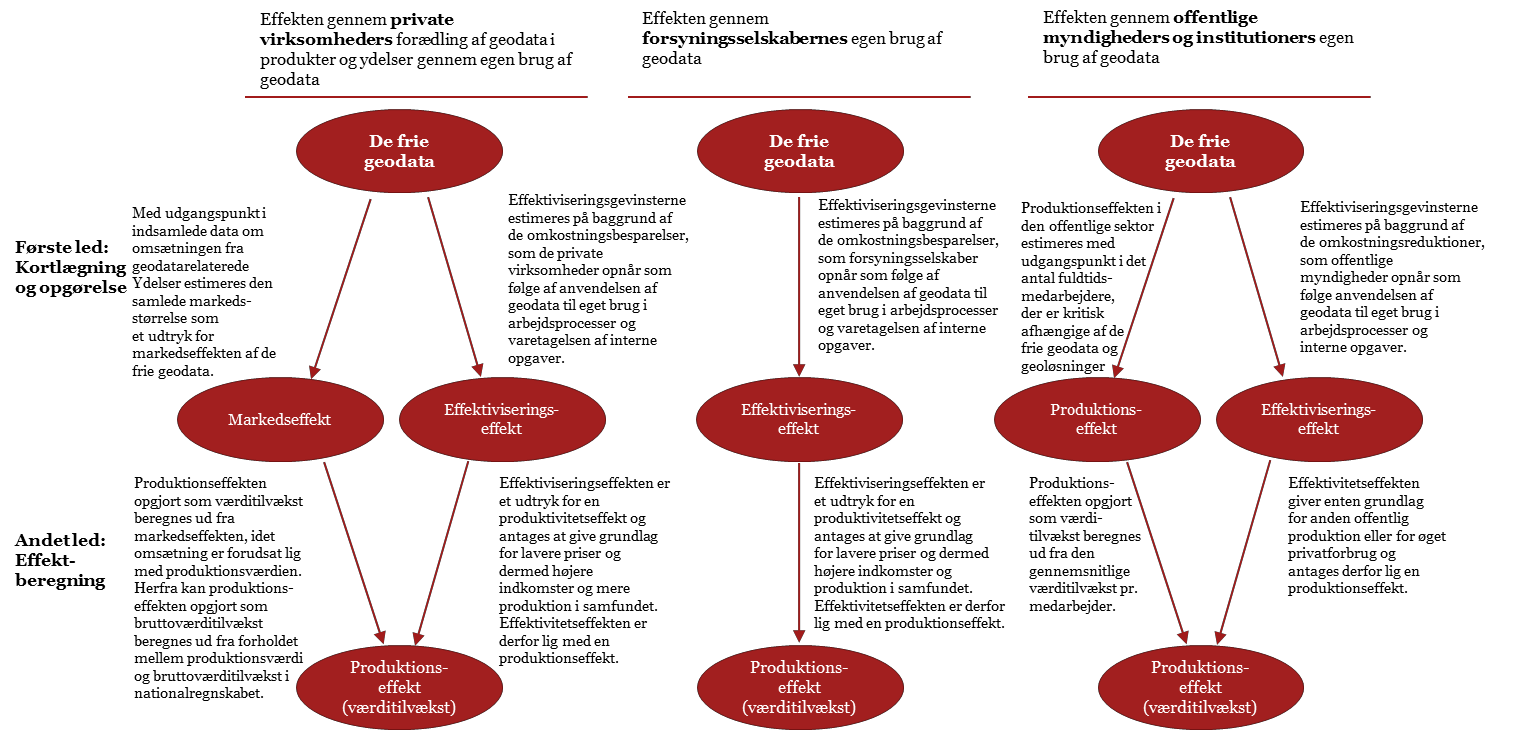 Effekten gennem private
virksomheders forædling af geodata i
produkter og ydelser gennem egen brug af
geodata
Effekten gennem
forsyningsselskabernes egen brug af
geodata
Effekten gennem offentlige
myndigheders og institutioners egen
brug af geodata
De frie
geodata
De frie
geodata
De frie
geodata
Første led:
Kortlægning
og opgørelse
Med udgangspunkt i
indsamlede data om
omsætningen fra
geodatarelaterede
Ydelser estimeres den
samlede markeds-
størrelse som
et udtryk for
markedseffekten af de
frie geodata.
Effektiviseringsgevinsterne
estimeres på baggrund af
de omkostningsbesparelser,
som de private
virksomheder opnår som
følge af anvendelsen af
geodata til eget brug i
arbejdsprocesser og
varetagelsen af interne
opgaver.
Effektiviseringsgevinsterne
estimeres på baggrund af
de omkostningsbesparelser,
som forsyningsselskaber
opnår som følge af
anvendelsen af geodata til
eget brug i arbejdsprocesser
og varetagelsen af interne
opgaver.
Produktionseffekten i
den offentlige sektor
estimeres med
udgangspunkt i det
antal fuldtids-
medarbejdere,
der er kritisk
afhængige af de
frie geodata og
geoløsninger
Effektiviseringsgevinsterne
estimeres på baggrund af
de omkostningsreduktioner,
som offentlige
myndigheder opnår som
følge anvendelsen af
geodata til eget brug i
arbejdsprocesser og
interne opgaver.
Markedseffekt
Effektiviserings-
effekt
Effektiviserings-
effekt
Produktions-
effekt
Effektiviserings-
effekt
Andet led:
Effekt-
beregning
Produktionseffekten
opgjort som værditilvækst
beregnes ud fra
markedseffekten, idet
omsætning er forudsat lig
med produktionsværdien.
Herfra kan produktions-
effekten opgjort som
bruttoværditilvækst
beregnes ud fra forholdet
mellem produktionsværdi
og bruttoværditilvækst i
nationalregnskabet.
Effektiviseringseffekten er
et udtryk for en
produktivitetseffekt og
antages at give grundlag
for lavere priser og
dermed højere
indkomster og mere
produktion i samfundet.
Effektivitetseffekten er
derfor lig med en
produktionseffekt.
Effektiviseringseffekten er
et udtryk for en
produktivitetseffekt og
antages at give grundlag
for lavere priser og dermed
højere indkomster og
produktion i samfundet.
Effektivitetseffekten er derfor
lig med en produktionseffekt.
Produktions-
effekten opgjort
som værdi-
tilvækst beregnes
ud fra den
gennemsnitlige
værditilvækst pr.
medarbejder.
Effektivitetseffekten
giver enten grundlag
for anden offentlig
produktion eller for øget
privatforbrug og
antages derfor lig en
produktionseffekt.
Produktions-
effekt
(værditilvækst)
Produktions-
effekt
(værditilvækst)
Produktions-
effekt
(værditilvækst)